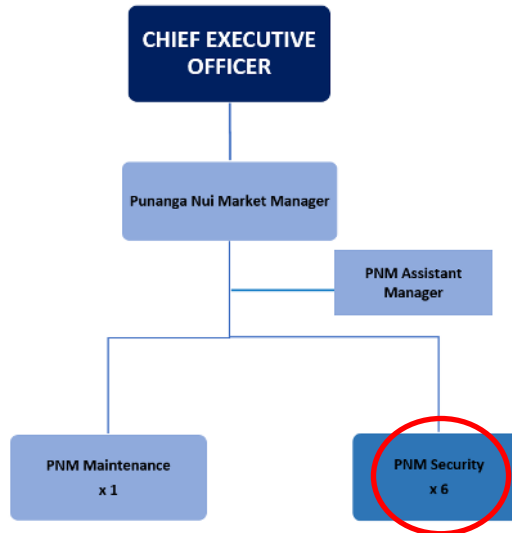 CHIEF EXECUTIVE
OFFICER
Punanga Nui Market Manager
PNM Assistant
Manager
PNM Maintenance
x 1
PNM Security
x 6